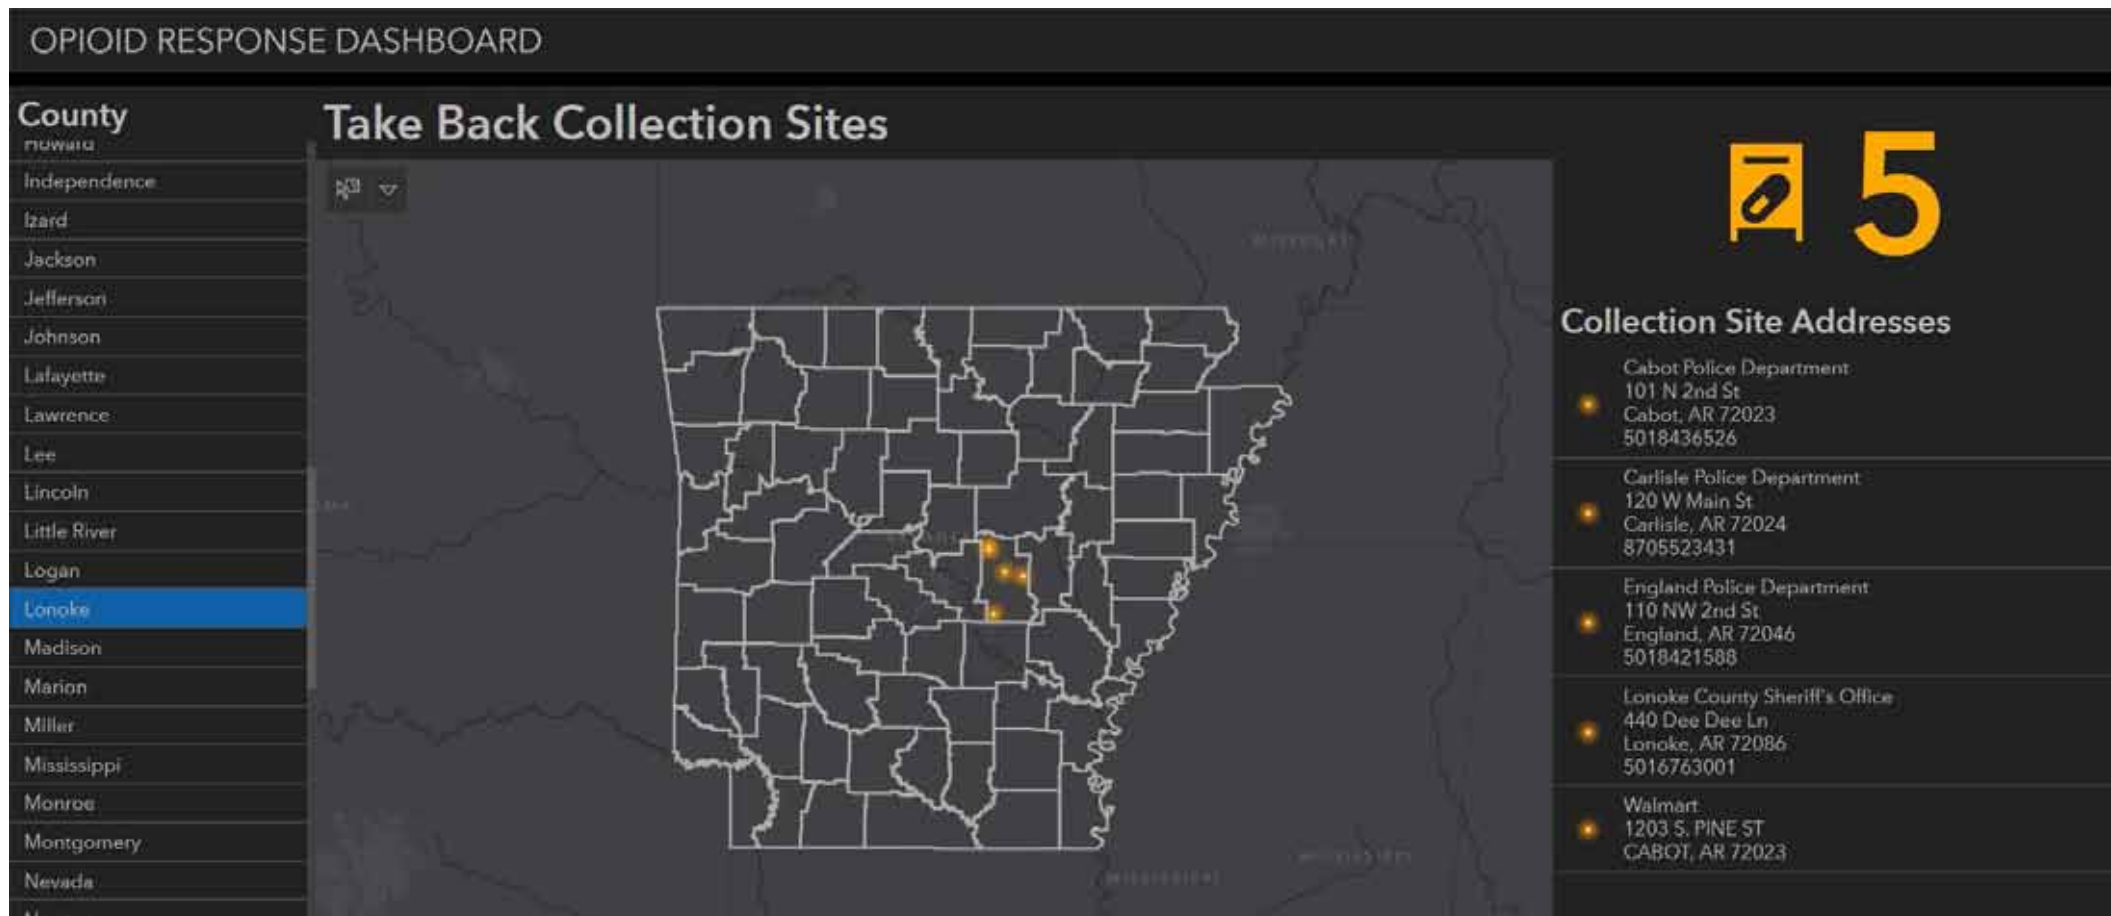 OPIOID RESPONSE DASHBOARD
County
Howard
Independence
Izard
Jackson
Jefferson
Johnson
Lafayette
Lawrence
Lee
Lincoln
Little River
Logan
Lonoke
Madison
Marion
Miller
Mississippi
Monroe
Montgomery
Nevada
Take Back Collection Sites
MISSOURI
MISSISSIPPI
5
Collection Site Addresses
Cabot Police Department
101 N 2nd St
Cabot, AR 72023
5018436526
Carlisle Police Department
120 W Main St
Carlisle, AR 72024
8705523431
England Police Department
110 NW 2nd St
England, AR 72046
5018421588
Lonoke County Sheriff's Office
440 Dee Dee Ln
Lonoke, AR 72086
5016763001
Walmart
1203 S. PINE ST
CABOT, AR 72023